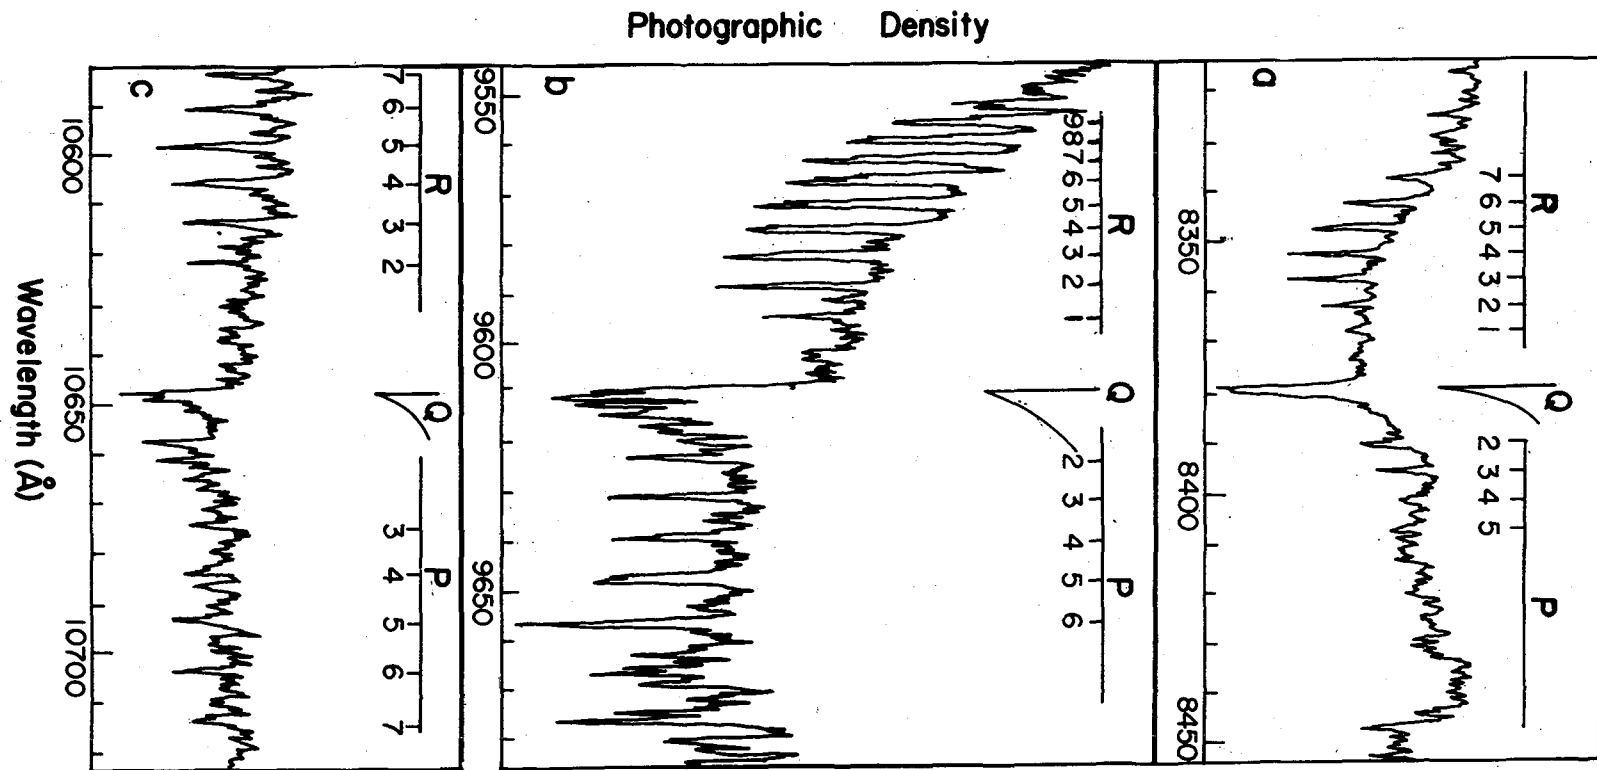 Photographic Density
a
R
7 6 5 4 3 2 1
Q
2 3 4 5
P
8350
8400
8450
b
R
9 8 7 6 5 4 3 2 1
Q
2 3 4 5 6
P
9550
9600
9650
c
R
7 6 5 4 3 2
Q
3 4 5 6 7
P
10600
10650
10700
Wavelength (Å)